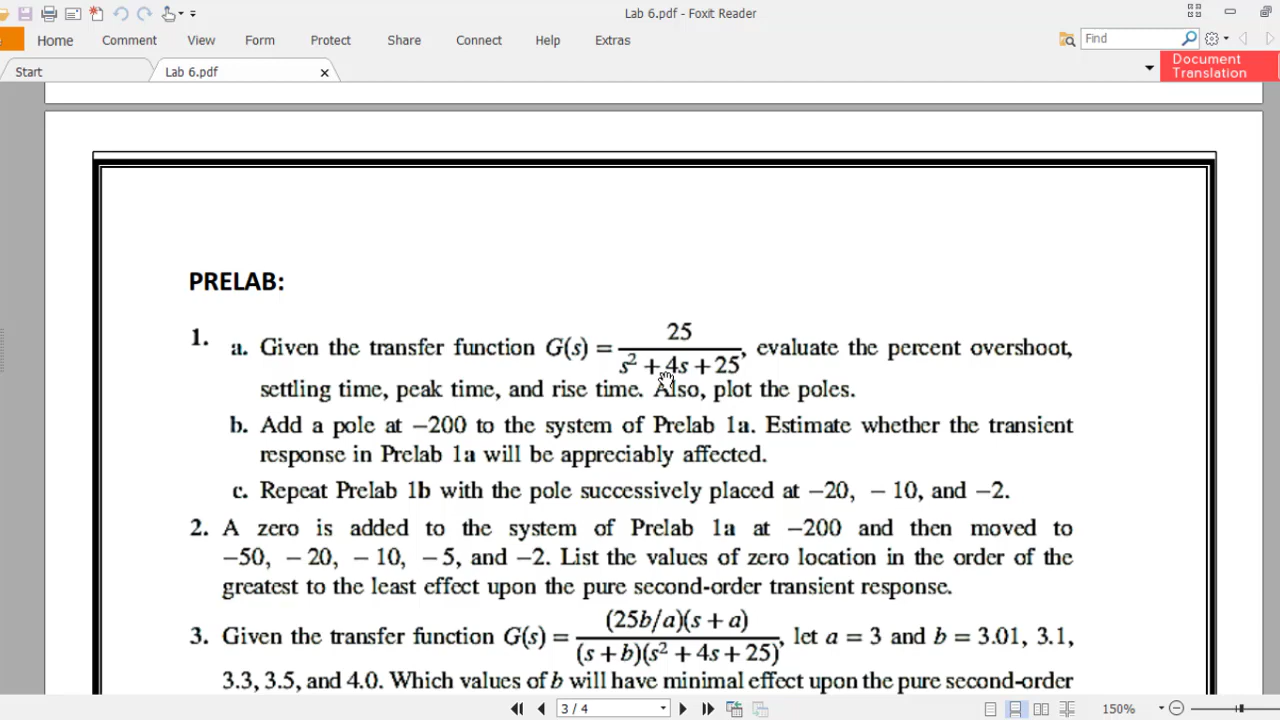 Lab 6.pdf - Foxit Reader
Home Comment View Form Protect Share Connect Help Extras
Find
Start
Lab 6.pdf
Document
Translation
PRELAB:
1. a. Given the transfer function G(s) = 25 / (s² + 4s + 25), evaluate the percent overshoot,
settling time, peak time, and rise time. Also, plot the poles.
b. Add a pole at −200 to the system of Prelab 1a. Estimate whether the transient
response in Prelab 1a will be appreciably affected.
c. Repeat Prelab 1b with the pole successively placed at −20, − 10, and −2.
2. A zero is added to the system of Prelab 1a at −200 and then moved to
−50, − 20, − 10, − 5, and −2. List the values of zero location in the order of the
greatest to the least effect upon the pure second-order transient response.
3. Given the transfer function G(s) = (25b/a)(s + a) / (s + b)(s² + 4s + 25), let a = 3 and b = 3.01, 3.1,
3.3, 3.5, and 4.0. Which values of b will have minimal effect upon the pure second-order
3 / 4
150%